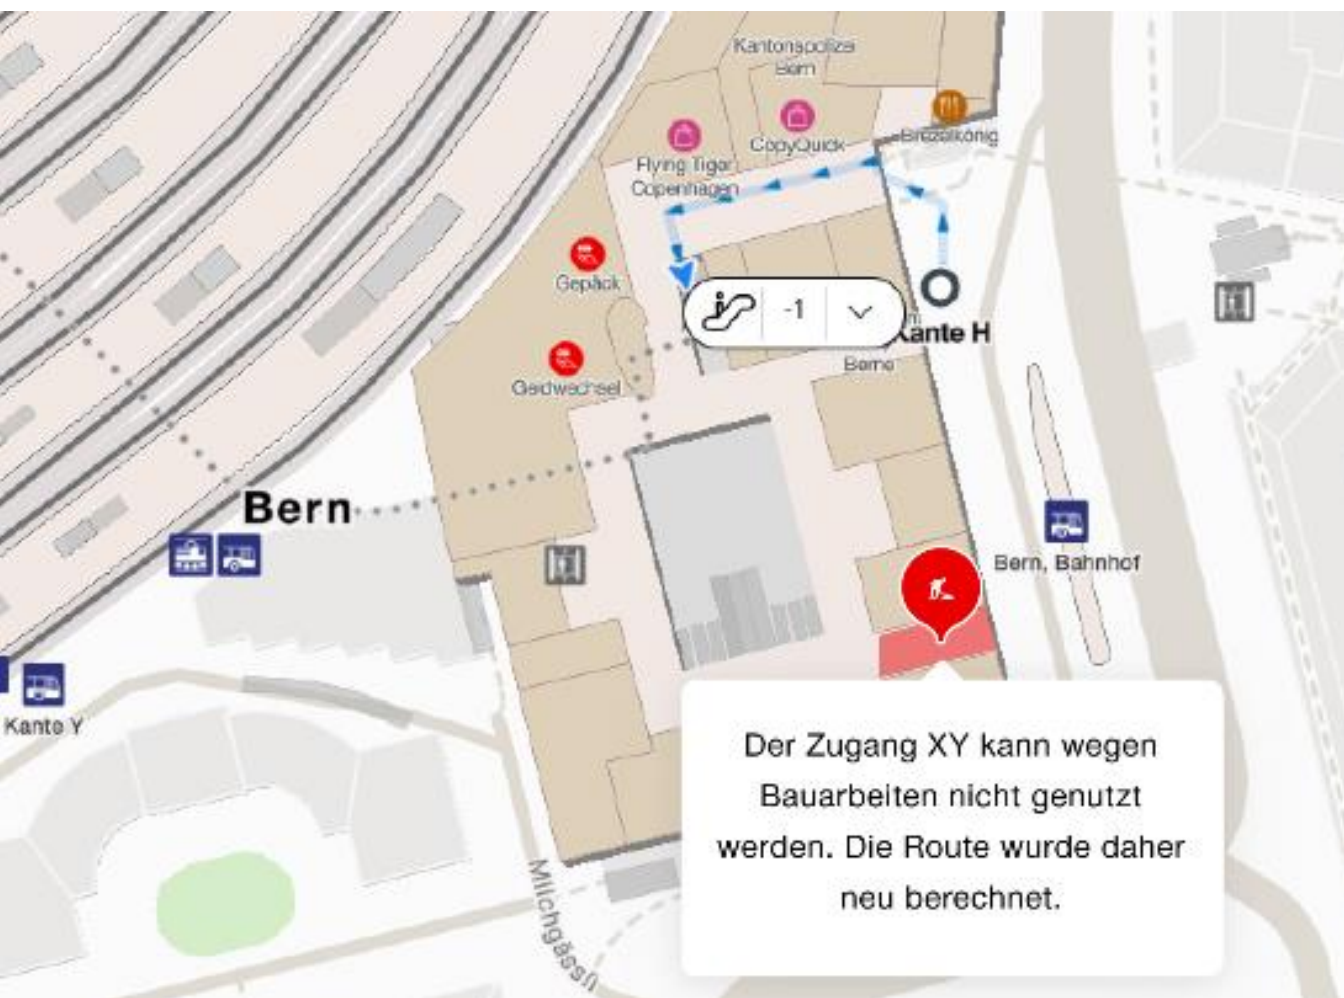 Kantonspolizei
Bern
Flying Tiger
Copenhagen
CopyQuick
Brezelkönig
Gepäck
-1
Kante H
Geldwechsel
Berne
Bern
Bern, Bahnhof
Kante Y
Der Zugang XY kann wegen
Bauarbeiten nicht genutzt
werden. Die Route wurde daher
neu berechnet.
Milchgässli